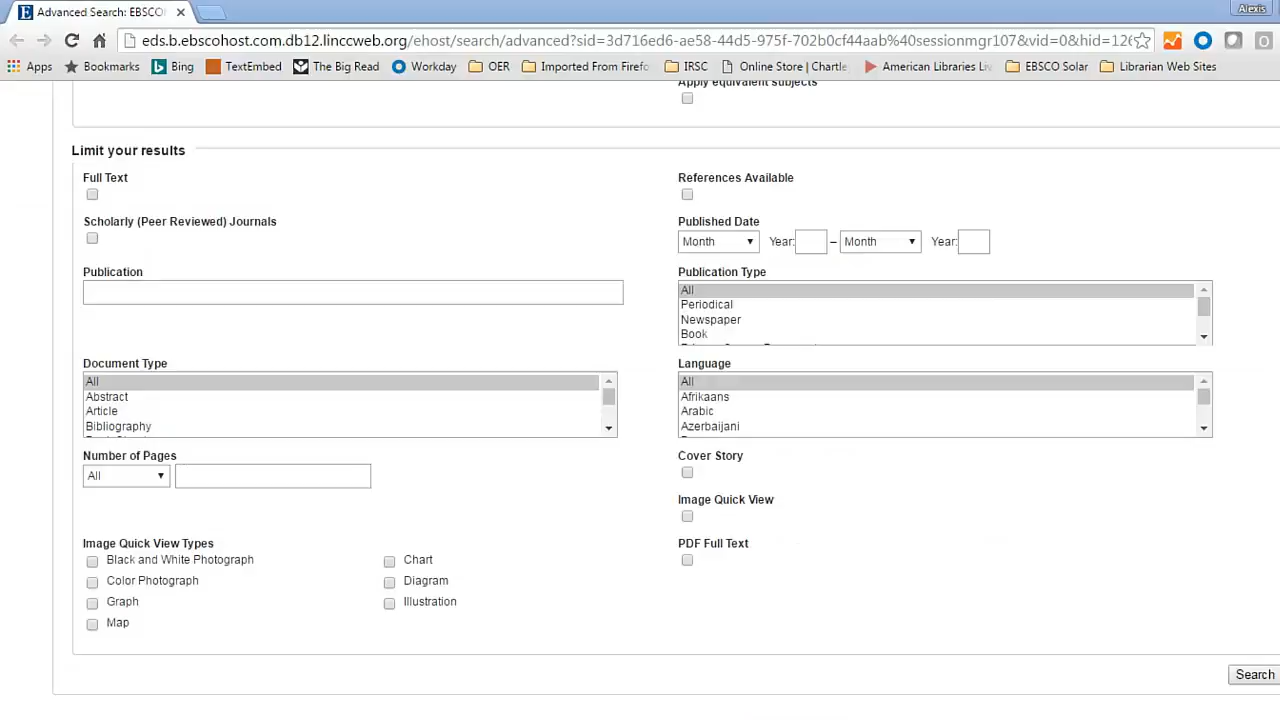 Advanced Search: EBSCO
Alexis
eds.b.ebscohost.com.db12.linccweb.org/ehost/search/advanced?sid=3d716ed6-ae58-44d5-975f-702b0cf44aab%40sessionmgr107&vid=0&hid=126
Apps Bookmarks Bing TextEmbed The Big Read Workday OER Imported From Firefo IRSC Online Store | Chartle American Libraries Liv EBSCO Solar Librarian Web Sites
Apply equivalent subjects
Limit your results
Full Text
References Available
Scholarly (Peer Reviewed) Journals
Published Date
Month Year: – Month Year:
Publication
Publication Type
All
Periodical
Newspaper
Book
Document Type
All
Abstract
Article
Bibliography
Language
All
Afrikaans
Arabic
Azerbaijani
Number of Pages
All
Cover Story
Image Quick View
Image Quick View Types
Black and White Photograph Chart
Color Photograph Diagram
Graph Illustration
Map
PDF Full Text
Search